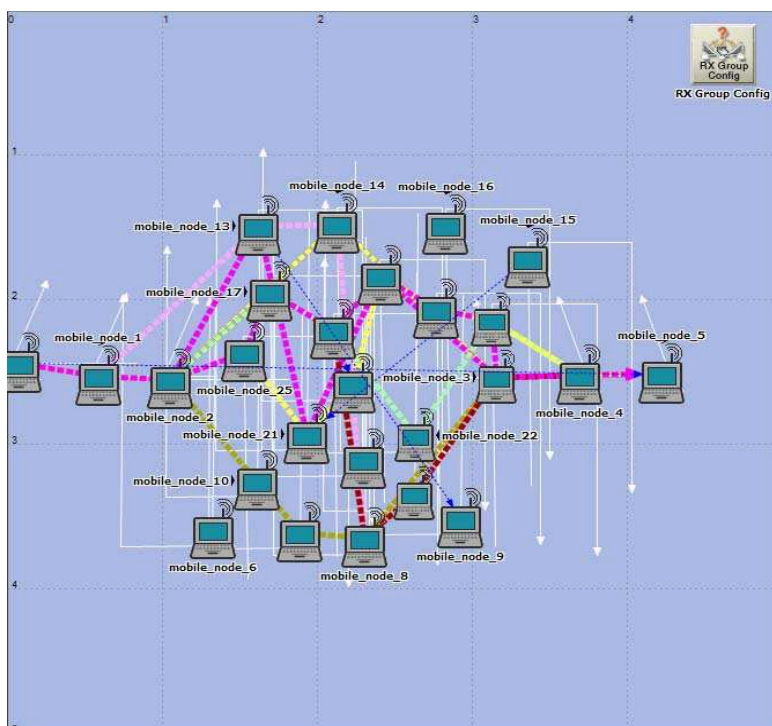 0
1
2
3
4
RX Group
Config
RX Group Config
1
mobile_node_14
mobile_node_16
mobile_node_13
mobile_node_15
mobile_node_17
2
mobile_node_1
mobile_node_5
mobile_node_3
mobile_node_25
mobile_node_4
mobile_node_2
mobile_node_21
mobile_node_22
3
mobile_node_10
mobile_node_9
mobile_node_6
mobile_node_8
4